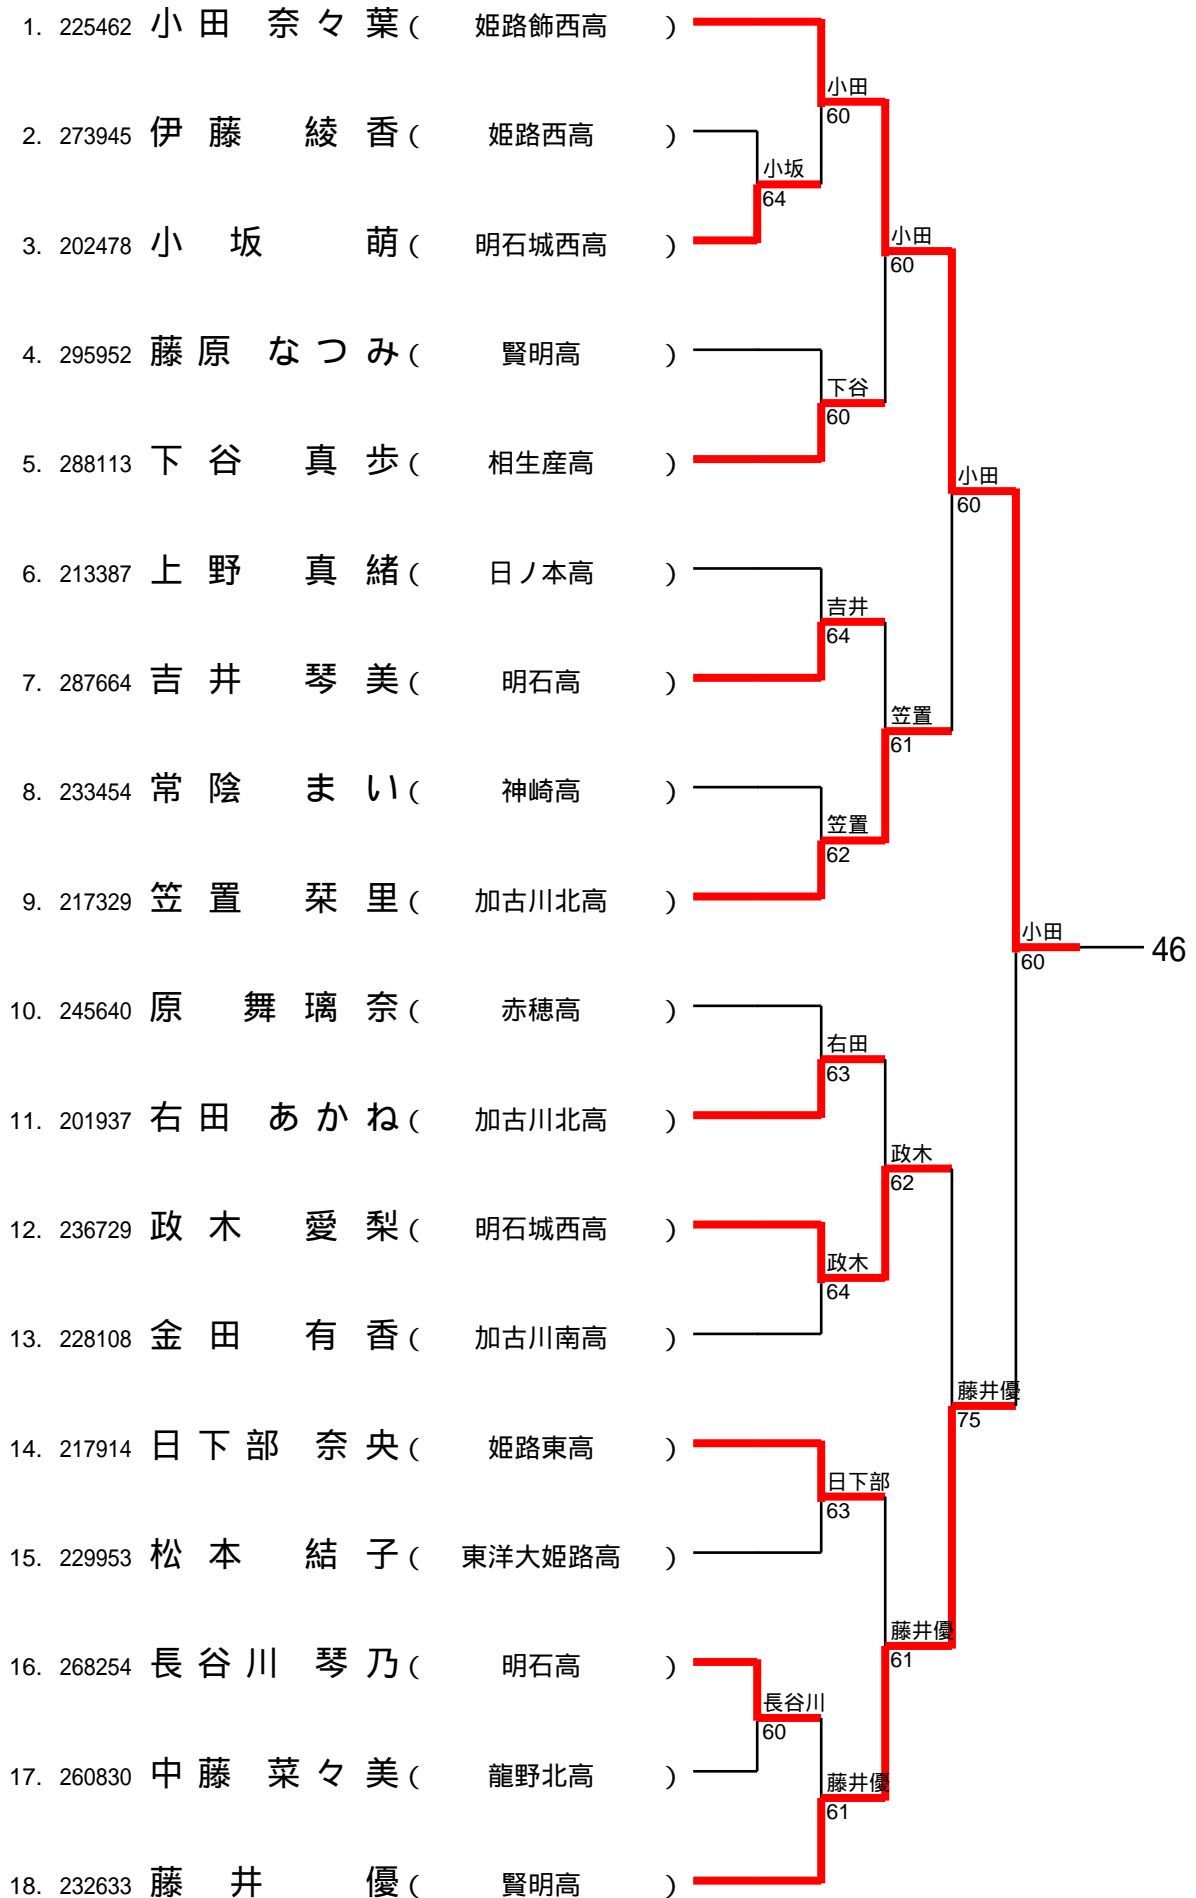 1. 225462 小田 奈々葉 ( 姫路飾西高 )
小田
60
2. 273945 伊藤 綾香 ( 姫路西高 )
小坂
64
3. 202478 小坂 萌 ( 明石城西高 )
小田
60
4. 295952 藤原 なつみ ( 賢明高 )
下谷
60
5. 288113 下谷 真歩 ( 相生産高 )
小田
60
6. 213387 上野 真緒 ( 日ノ本高 )
吉井
64
7. 287664 吉井 琴美 ( 明石高 )
笠置
61
8. 233454 常陰 まい ( 神崎高 )
笠置
62
9. 217329 笠置 栞里 ( 加古川北高 )
小田
60
46
10. 245640 原 舞璃奈 ( 赤穂高 )
右田
63
11. 201937 右田 あかね ( 加古川北高 )
政木
62
12. 236729 政木 愛梨 ( 明石城西高 )
政木
64
13. 228108 金田 有香 ( 加古川南高 )
藤井優
75
14. 217914 日下部 奈央 ( 姫路東高 )
日下部
63
15. 229953 松本 結子 ( 東洋大姫路高 )
藤井優
61
16. 268254 長谷川 琴乃 ( 明石高 )
長谷川
60
17. 260830 中藤 菜々美 ( 龍野北高 )
藤井優
61
18. 232633 藤井 優 ( 賢明高 )